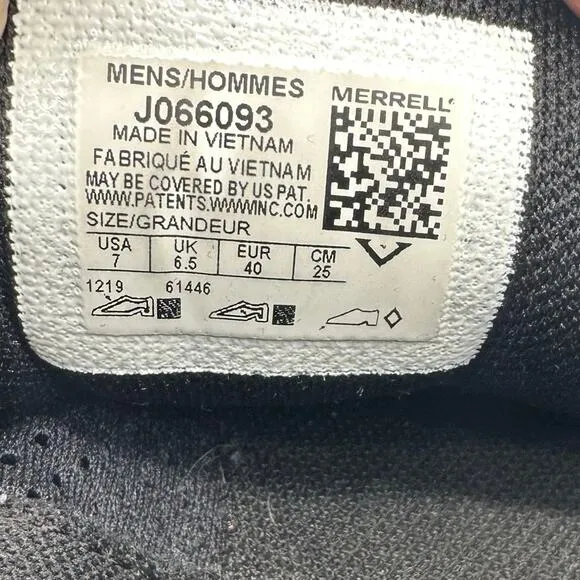 MENS/HOMMES
J066093
MADE IN VIETNAM
FABRIQUÉ AU VIETNAM
MAY BE COVERED BY US PAT.
WWW.PATENTS.WWWINC.COM
SIZE/GRANDEUR
USA UK EUR CM
7 6.5 40 25
1219 61446
MERRELL